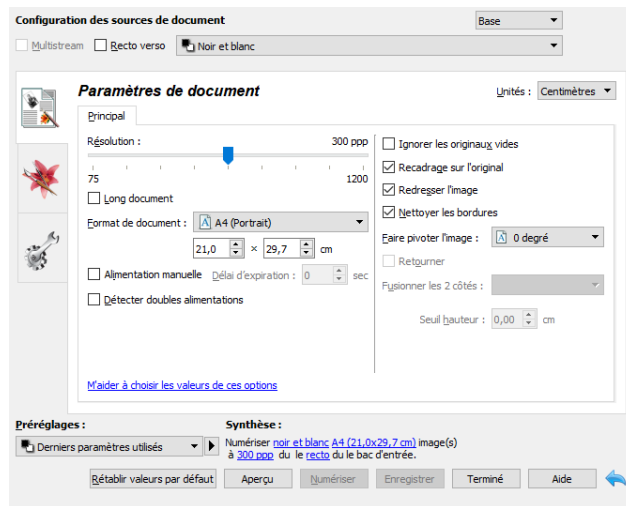 Configuration des sources de document
Base
Multistream Recto verso Noir et blanc
Paramètres de document
Unités : Centimètres
Principal
Résolution : 300 ppp
75 1200
Long document
Format de document : A4 (Portrait)
21,0 × 29,7 cm
Alimentation manuelle Délai d'expiration : 0 sec
Détecter doubles alimentations
Ignorer les originaux vides
Recadrage sur l'original
Redresser l'image
Nettoyer les bordures
Faire pivoter l'image : 0 degré
Retourner
Fusionner les 2 côtés :
Seuil hauteur : 0,00 cm
M'aider à choisir les valeurs de ces options
Préréglages :
Derniers paramètres utilisés
Synthèse :
Numériser noir et blanc A4 (21,0x29,7 cm) image(s)
à 300 ppp du le recto du le bac d'entrée.
Rétablir valeurs par défaut Aperçu Numériser Enregistrer Terminé Aide